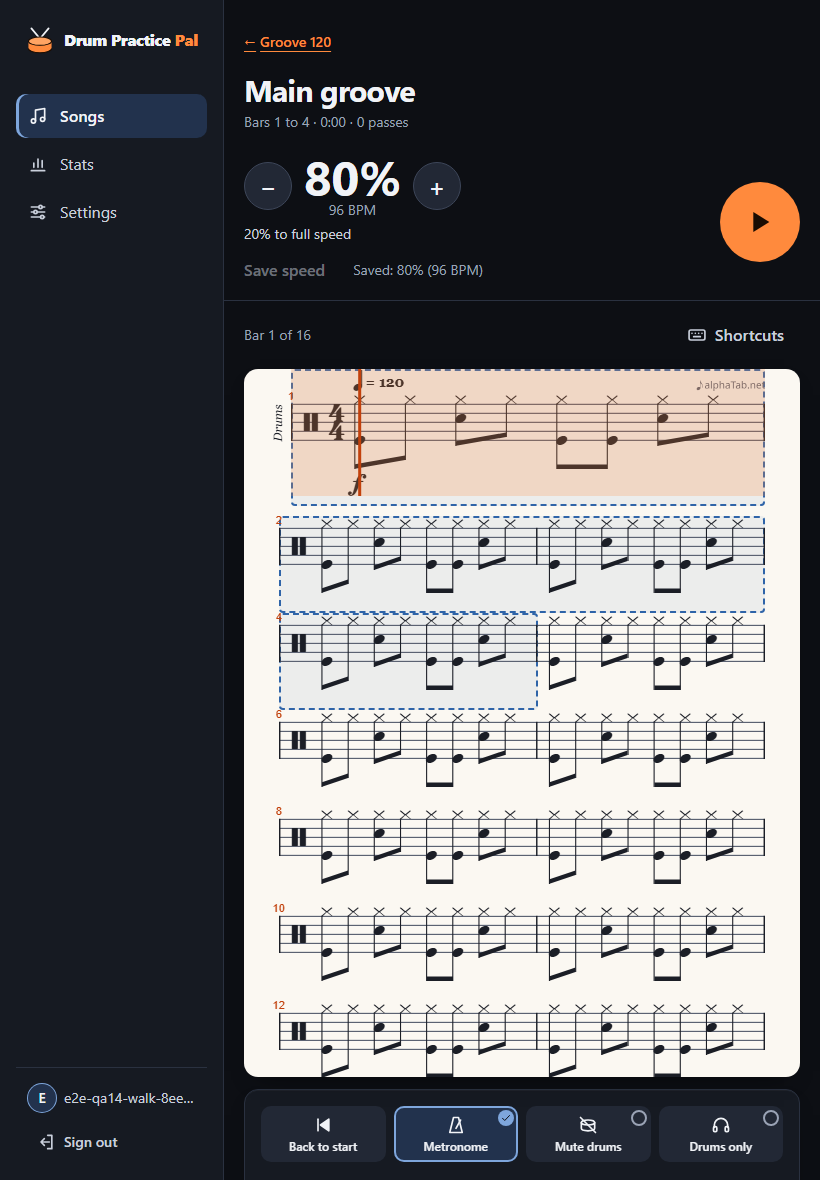 Drum Practice Pal
Songs
Stats
Settings
← Groove 120
Main groove
Bars 1 to 4 · 0:00 · 0 passes
− 80% +
96 BPM
20% to full speed
Save speed Saved: 80% (96 BPM)
Bar 1 of 16 Shortcuts
= 120
alphaTab.net
1
Drums
4
4
f
2
4
6
8
10
12
Back to start Metronome Mute drums Drums only
E e2e-qa14-walk-8ee...
Sign out